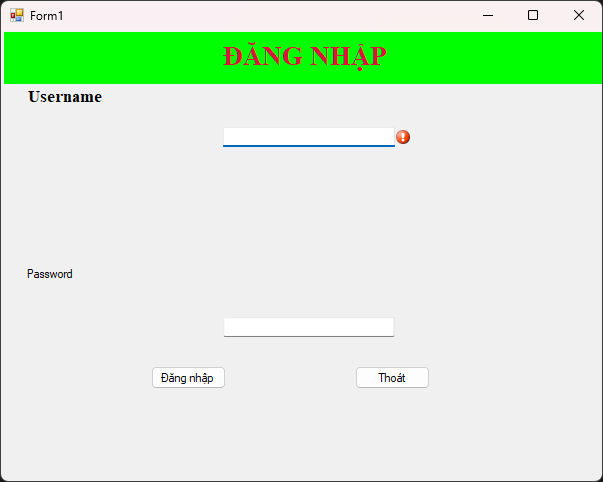 Form1
ĐĂNG NHẬP
Username
Password
Đăng nhập
Thoát